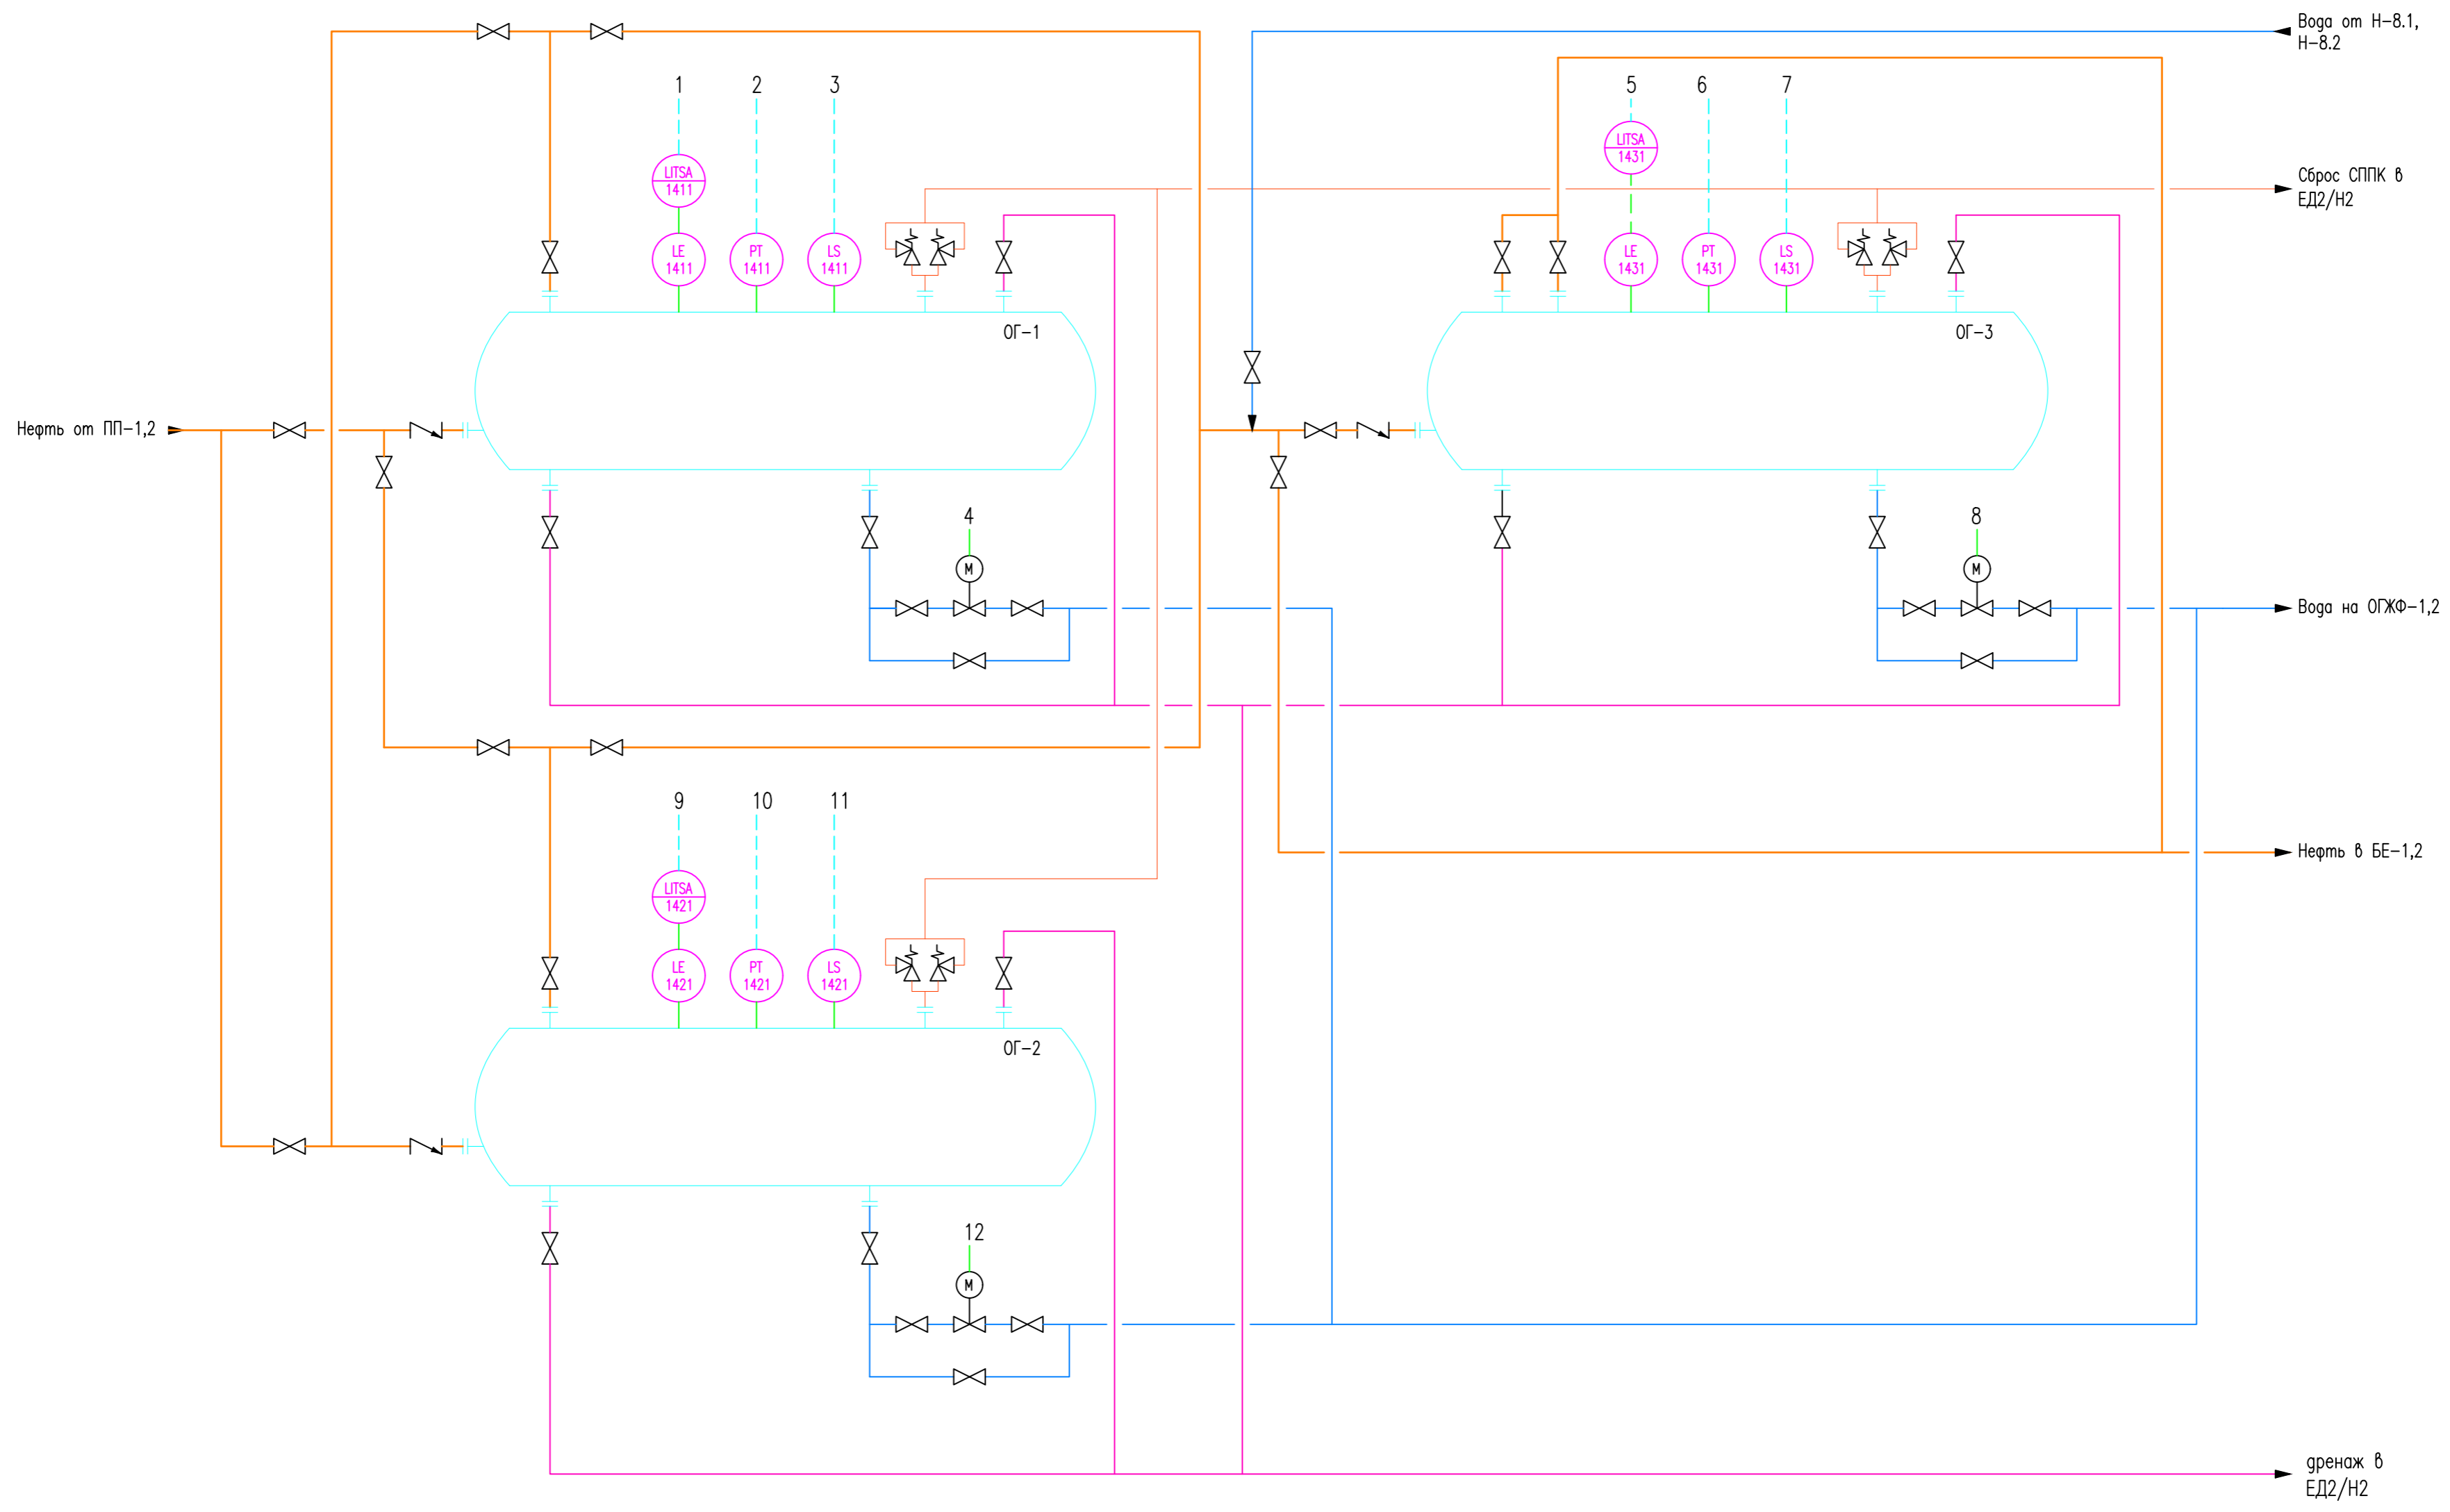 Вода от Н-8.1,
Н-8.2
1
2
3
5
6
7
LITSA
1411
LITSA
1431
Сброс СППК в
ЕД2/Н2
LE
1411
PT
1411
LS
1411
LE
1431
PT
1431
LS
1431
ОГ-1
ОГ-3
Нефть от ПП-1,2
4
М
8
М
Вода на ОГЖФ-1,2
9
10
11
Нефть в БЕ-1,2
LITSA
1421
LE
1421
PT
1421
LS
1421
ОГ-2
12
М
дренаж в
ЕД2/Н2